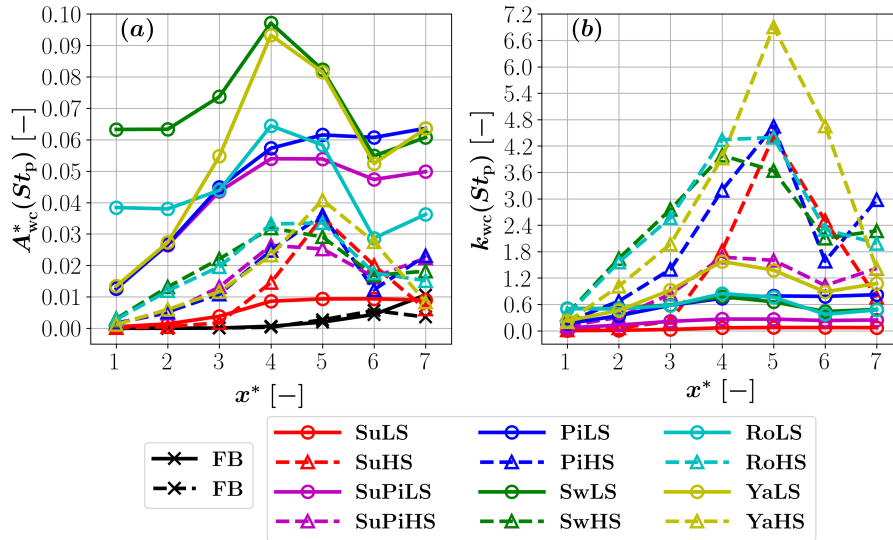 (a)
0.10
0.09
0.08
0.07
0.06
0.05
0.04
0.03
0.02
0.01
0.00
A*wc(Stp) [−]
1 2 3 4 5 6 7
x* [−]
(b)
7.2
6.6
6.0
5.4
4.8
4.2
3.6
3.0
2.4
1.8
1.2
0.6
0.0
kwc(Stp) [−]
1 2 3 4 5 6 7
x* [−]
FB
FB
SuLS PiLS RoLS
SuHS PiHS RoHS
SuPiLS SwLS YaLS
SuPiHS SwHS YaHS